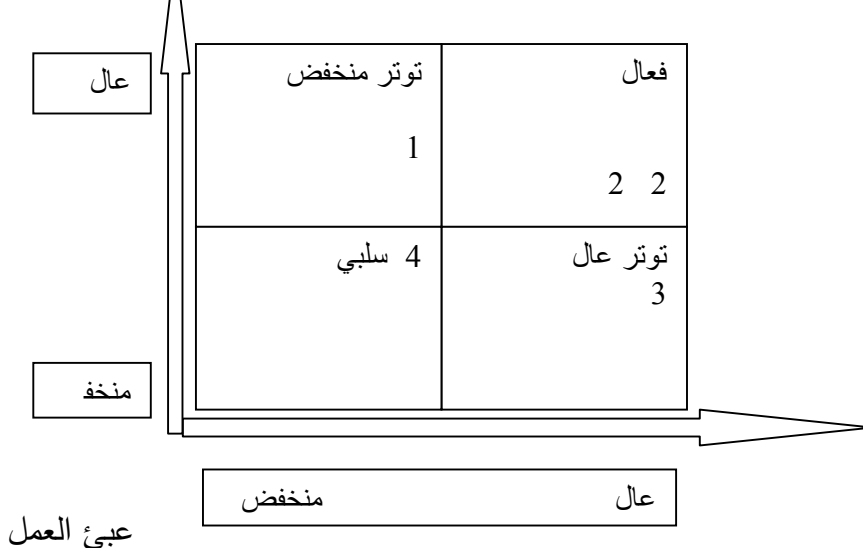 عال
فعال
توتر منخفض
1
2 2
توتر عال
4 سلبي
3
منخف
عال منخفض
عبئ العمل